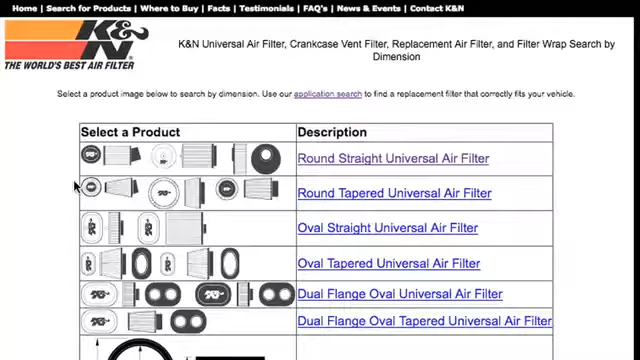 Home | Search for Products | Where to Buy | Facts | Testimonials | FAQ's | News & Events | Contact K&N
K&N
THE WORLD'S BEST AIR FILTER
K&N Universal Air Filter, Crankcase Vent Filter, Replacement Air Filter, and Filter Wrap Search by
Dimension
Select a product image below to search by dimension. Use our application search to find a replacement filter that correctly fits your vehicle.
Select a Product Description
Round Straight Universal Air Filter
Round Tapered Universal Air Filter
Oval Straight Universal Air Filter
Oval Tapered Universal Air Filter
Dual Flange Oval Universal Air Filter
Dual Flange Oval Tapered Universal Air Filter